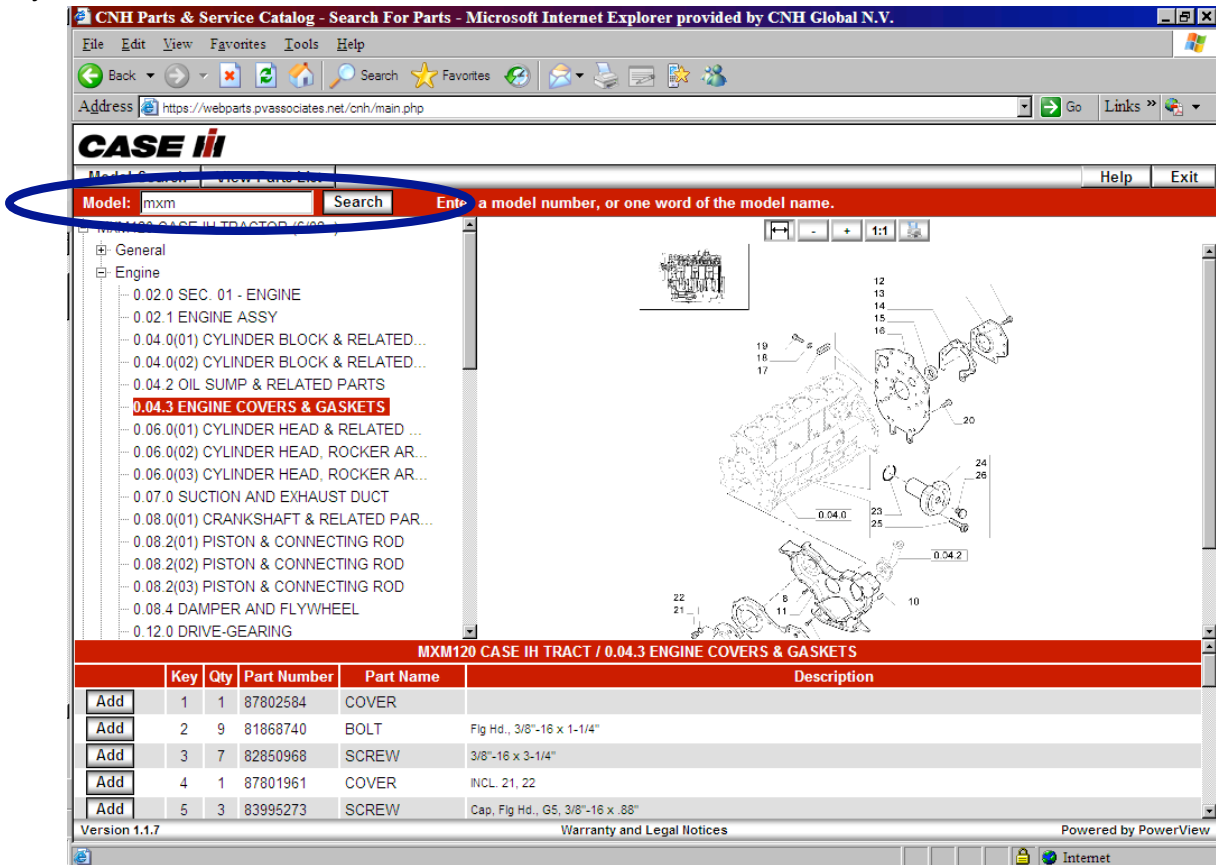 CNH Parts & Service Catalog - Search For Parts - Microsoft Internet Explorer provided by CNH Global N.V.
File Edit View Favorites Tools Help
Back Search Favorites
Address https://webparts.pvassociates.net/cnh/main.php Go Links »
CASE IH
Model Search View Parts List Help Exit
Model: mxm Search Enter a model number, or one word of the model name.
MXM120 CASE IH TRACTOR
- + 1:1
General
Engine
0.02.0 SEC. 01 - ENGINE
0.02.1 ENGINE ASSY
0.04.0(01) CYLINDER BLOCK & RELATED...
0.04.0(02) CYLINDER BLOCK & RELATED...
0.04.2 OIL SUMP & RELATED PARTS
0.04.3 ENGINE COVERS & GASKETS
0.06.0(01) CYLINDER HEAD & RELATED ...
0.06.0(02) CYLINDER HEAD, ROCKER AR...
0.06.0(03) CYLINDER HEAD, ROCKER AR...
0.07.0 SUCTION AND EXHAUST DUCT
0.08.0(01) CRANKSHAFT & RELATED PAR...
0.08.2(01) PISTON & CONNECTING ROD
0.08.2(02) PISTON & CONNECTING ROD
0.08.2(03) PISTON & CONNECTING ROD
0.08.4 DAMPER AND FLYWHEEL
0.12.0 DRIVE-GEARING
12
13
14
15
16
19
18
17
20
24
26
0.04.0
23
25
0.04.2
22
21
8
11
10
MXM120 CASE IH TRACT / 0.04.3 ENGINE COVERS & GASKETS
Key Qty Part Number Part Name Description
Add 1 1 87802584 COVER
Add 2 9 81868740 BOLT Flg Hd., 3/8"-16 x 1-1/4"
Add 3 7 82850968 SCREW 3/8"-16 x 3-1/4"
Add 4 1 87801961 COVER INCL. 21, 22
Add 5 3 83995273 SCREW Cap, Flg Hd., G5, 3/8"-16 x .88"
Version 1.1.7 Warranty and Legal Notices Powered by PowerView
Internet